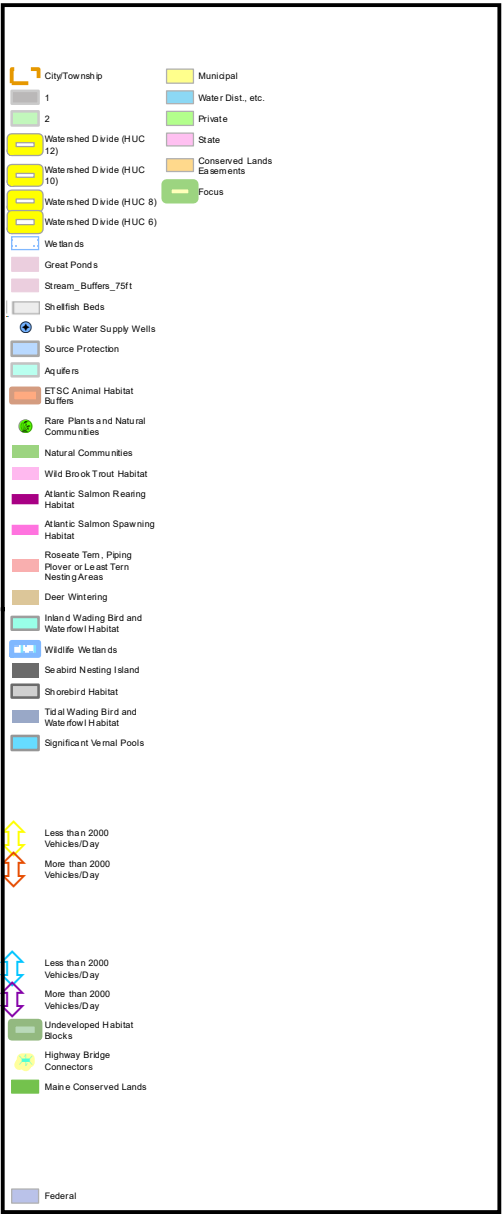 City/Township
1
2
Watershed Divide (HUC
12)
Watershed Divide (HUC
10)
Watershed Divide (HUC 8)
Watershed Divide (HUC 6)
Wetlands
Great Ponds
Stream_Buffers_75ft
Shellfish Beds
Public Water Supply Wells
Source Protection
Aquifers
ETSC Animal Habitat
Buffers
Rare Plants and Natural
Communities
Natural Communities
Wild Brook Trout Habitat
Atlantic Salmon Rearing
Habitat
Atlantic Salmon Spawning
Habitat
Roseate Tern, Piping
Plover or Least Tern
Nesting Areas
Deer Wintering
Inland Wading Bird and
Waterfowl Habitat
Wildlife Wetlands
Seabird Nesting Island
Shorebird Habitat
Tidal Wading Bird and
Waterfowl Habitat
Significant Vernal Pools
Less than 2000
Vehicles/Day
More than 2000
Vehicles/Day
Less than 2000
Vehicles/Day
More than 2000
Vehicles/Day
Undeveloped Habitat
Blocks
Highway Bridge
Connectors
Maine Conserved Lands
Federal
Municipal
Water Dist., etc.
Private
State
Conserved Lands
Easements
Focus